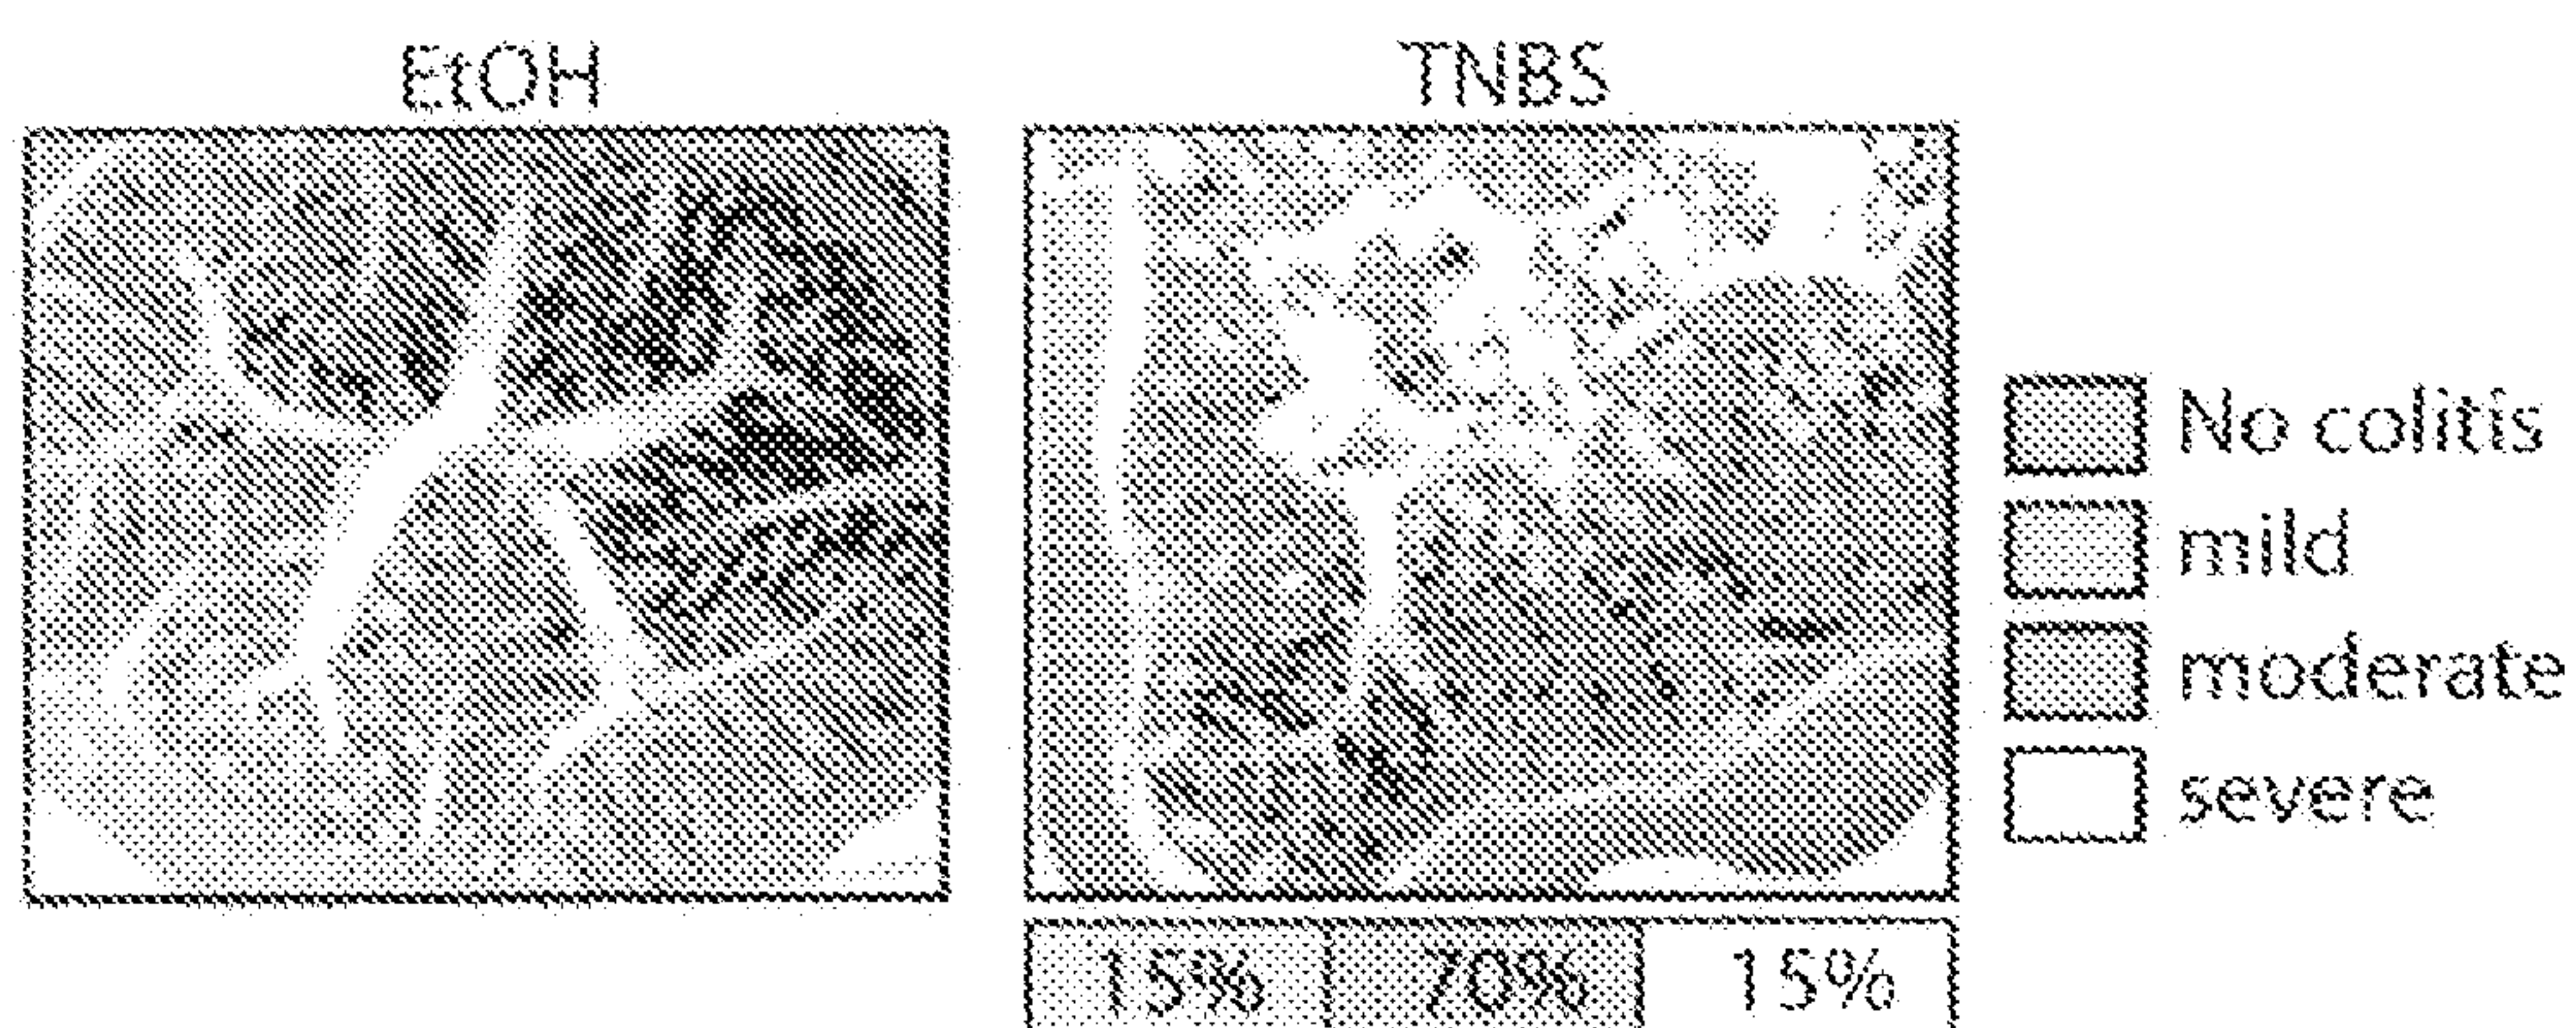 EtOH
TNBS
No colitis
mild
moderate
severe
15% 70% 15%